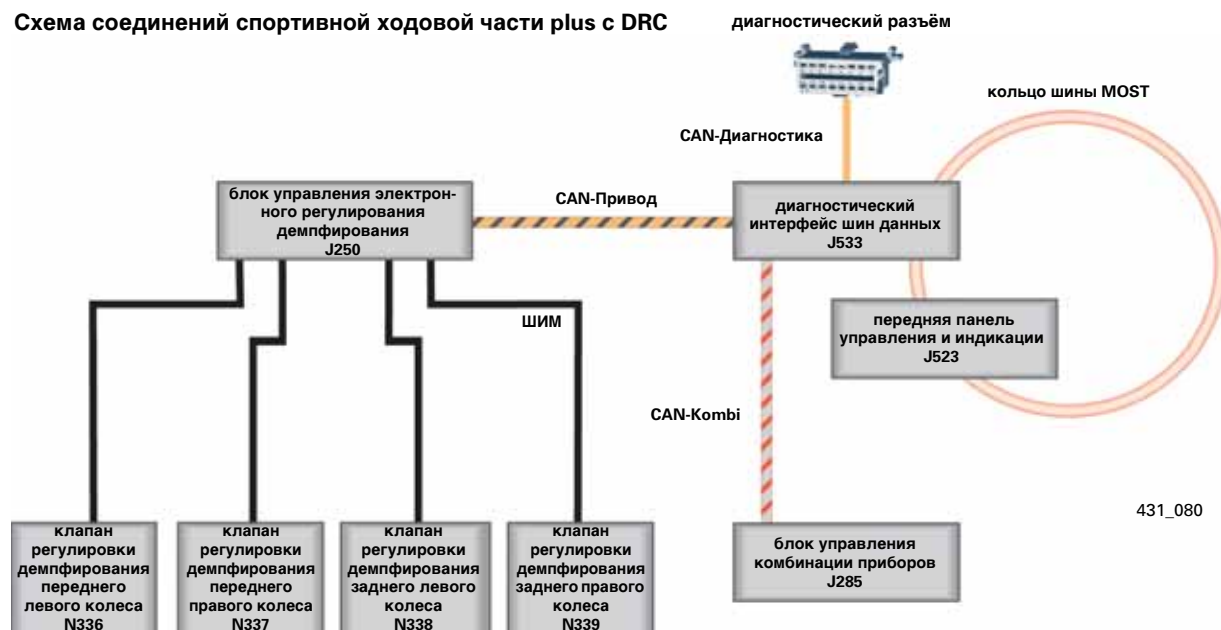 Схема соединений спортивной ходовой части plus с DRC
диагностический разъём
кольцо шины MOST
CAN-Диагностика
блок управления электрон-
ного регулирования
демпфирования
J250
CAN-Привод
диагностический
интерфейс шин данных
J533
ШИМ
передняя панель
управления и индикации
J523
CAN-Kombi
431_080
клапан
регулировки
демпфирования
переднего
левого колеса
N336
клапан
регулировки
демпфирования
переднего
правого колеса
N337
клапан
регулировки
демпфирования
заднего левого
колеса
N338
клапан
регулировки
демпфирования
заднего правого
колеса
N339
блок управления
комбинации приборов
J285